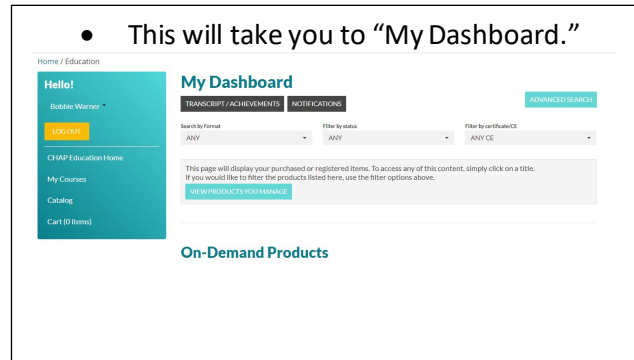 • This will take you to “My Dashboard.”
Home / Education
Hello!
Bobbie Warner
LOG OUT
CHAP Education Home
My Courses
Catalog
Cart (0 items)
My Dashboard
TRANSCRIPT / ACHIEVEMENTS NOTIFICATIONS
ADVANCED SEARCH
Search by Format Filter by status Filter by certificate/CE
ANY ANY ANY CE
This page will display your purchased or registered items. To access any of this content, simply click on a title.
If you would like to filter the products listed here, use the filter options above.
VIEW PRODUCTS YOU MANAGE
On-Demand Products